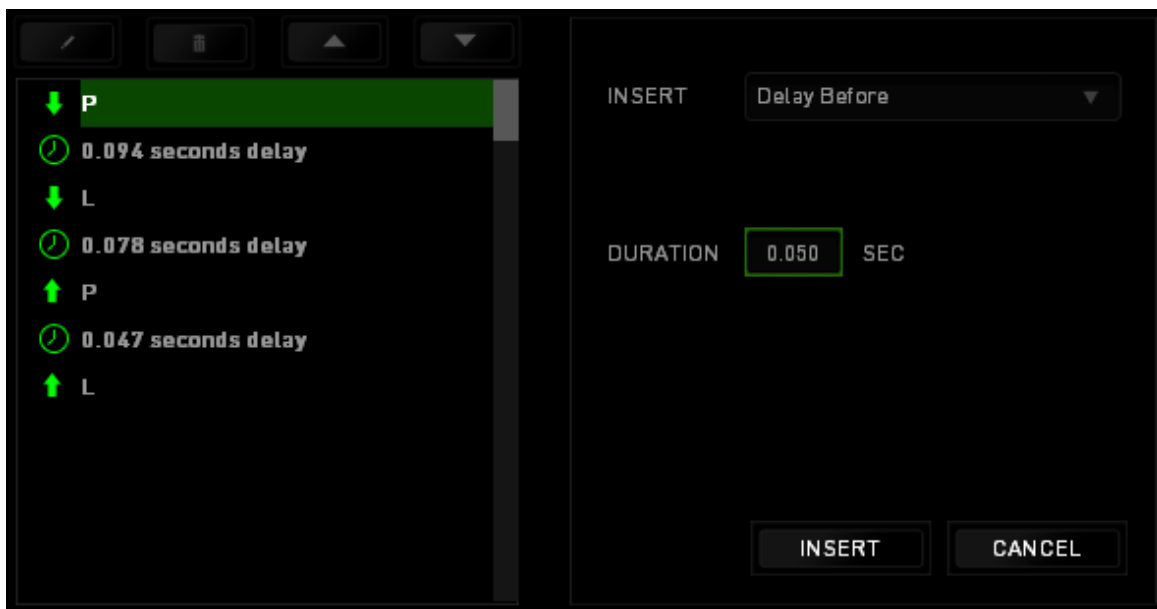 P
0.094 seconds delay
L
0.078 seconds delay
P
0.047 seconds delay
L
INSERT Delay Before
DURATION 0.050 SEC
INSERT CANCEL